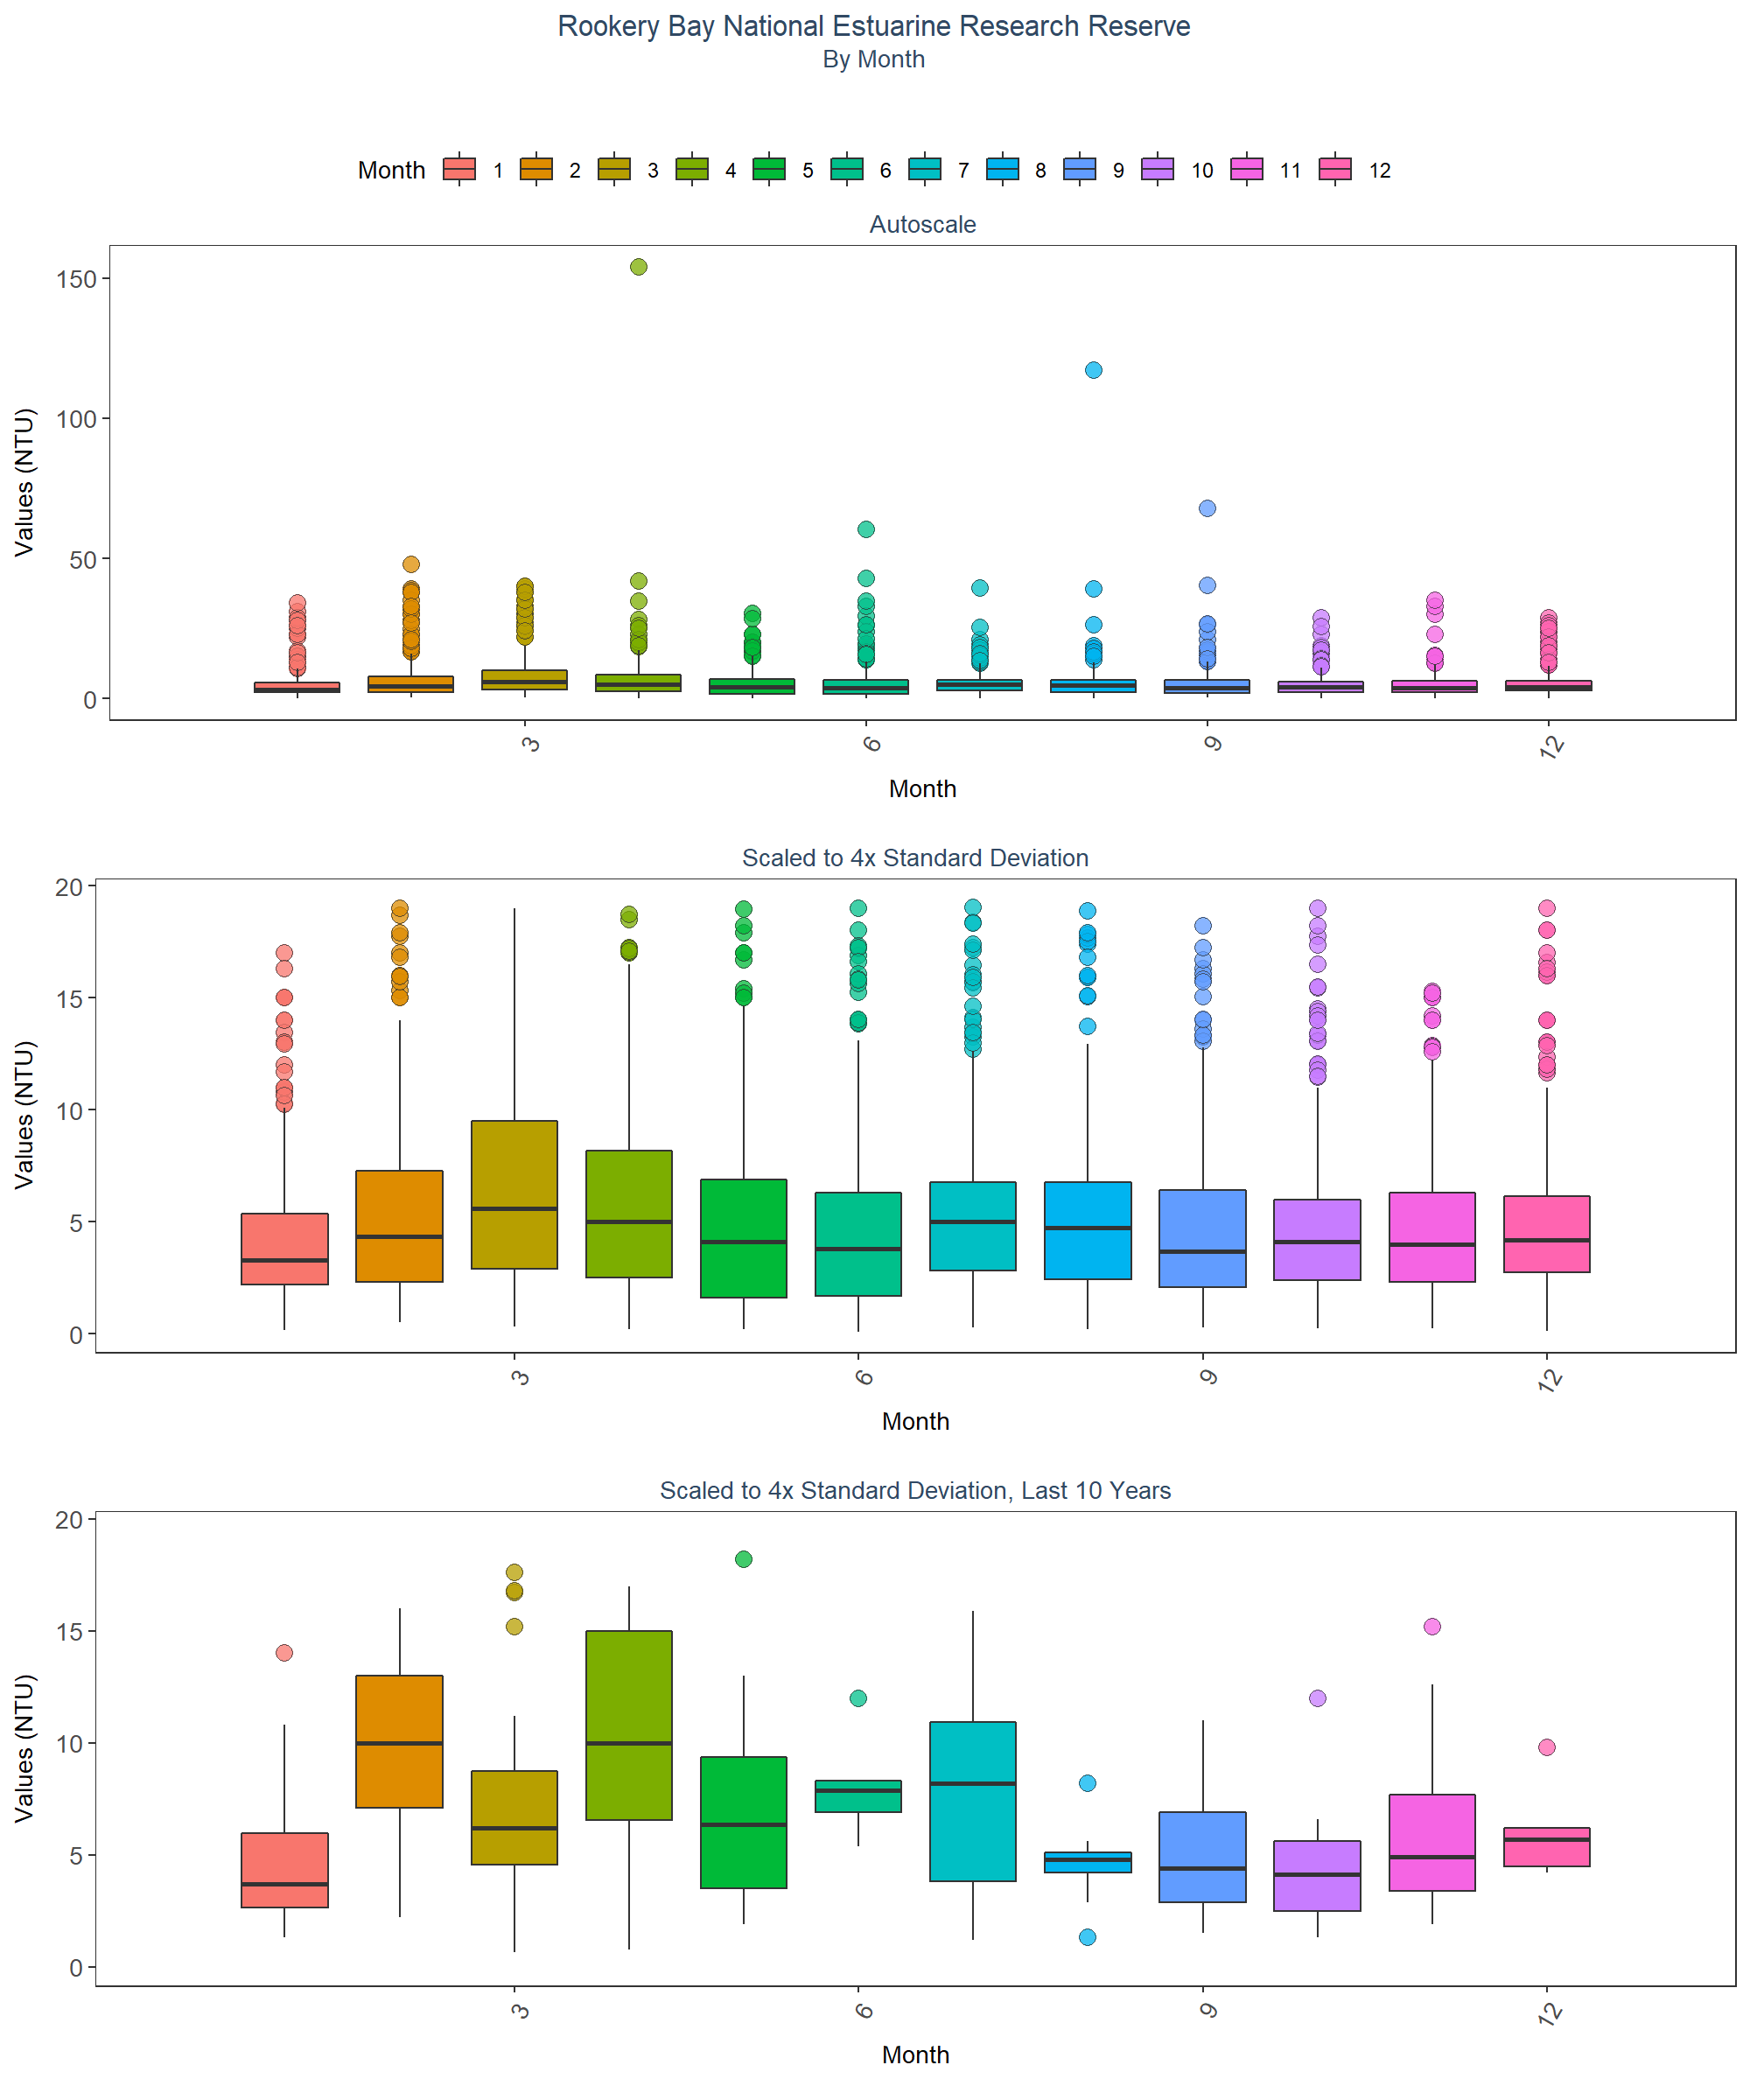 Rookery Bay National Estuarine Research Reserve
By Month
Month 1 2 3 4 5 6 7 8 9 10 11 12
Autoscale
150
100
50
0
Values (NTU)
3 6 9 12
Month
Scaled to 4x Standard Deviation
20
15
10
5
0
Values (NTU)
3 6 9 12
Month
Scaled to 4x Standard Deviation, Last 10 Years
20
15
10
5
0
Values (NTU)
3 6 9 12
Month